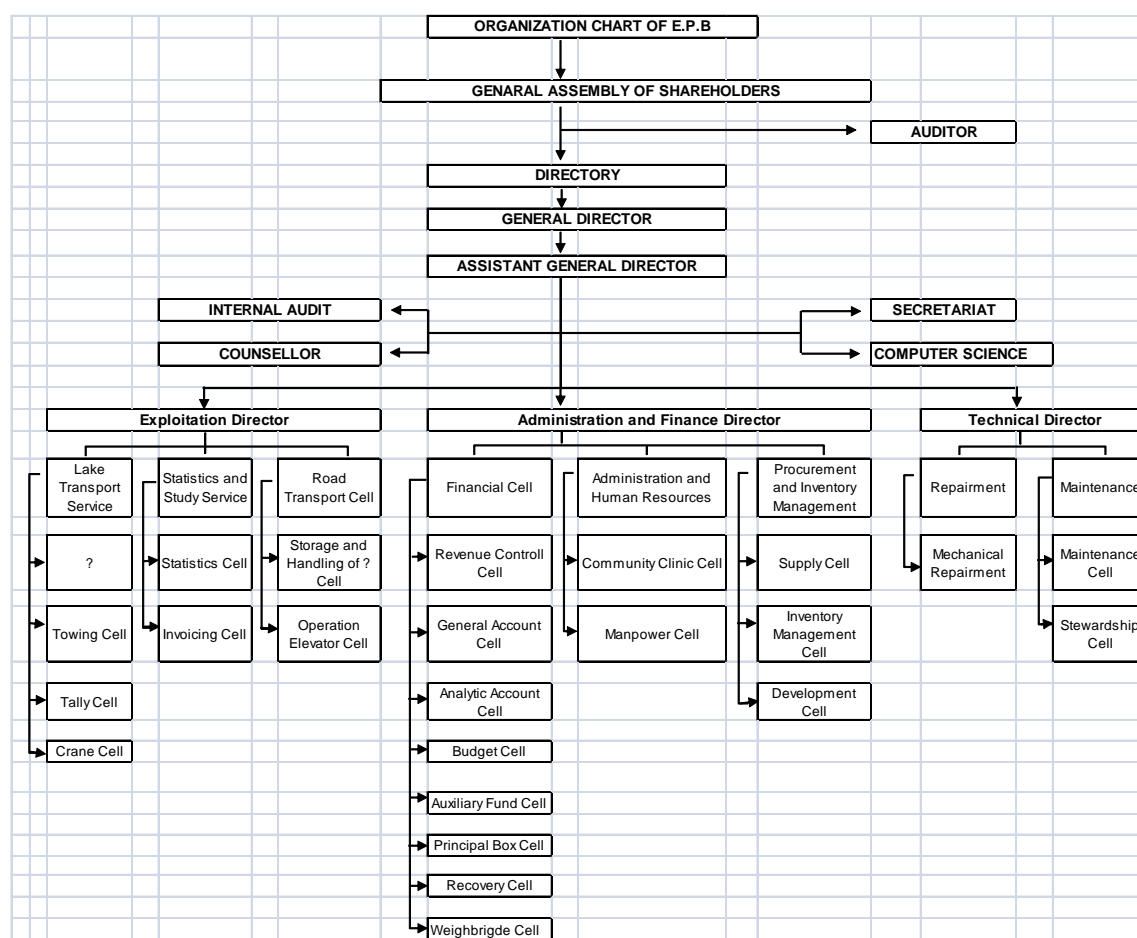 ORGANIZATION CHART OF E.P.B
GENARAL ASSEMBLY OF SHAREHOLDERS
AUDITOR
DIRECTORY
GENERAL DIRECTOR
ASSISTANT GENERAL DIRECTOR
INTERNAL AUDIT
SECRETARIAT
COUNSELLOR
COMPUTER SCIENCE
Exploitation Director
Administration and Finance Director
Technical Director
Lake
Transport
Service
Statistics and
Study Service
Road
Transport Cell
Financial Cell
Administration and
Human Resources
Procurement
and Inventory
Management
Repairment
Maintenance
?
Statistics Cell
Storage and
Handling of ?
Cell
Revenue Controll
Cell
Community Clinic Cell
Supply Cell
Mechanical
Repairment
Maintenance
Cell
Towing Cell
Invoicing Cell
Operation
Elevator Cell
General Account
Cell
Manpower Cell
Inventory
Management
Cell
Stewardship
Cell
Tally Cell
Analytic Account
Cell
Development
Cell
Crane Cell
Budget Cell
Auxiliary Fund Cell
Principal Box Cell
Recovery Cell
Weighbrigde Cell